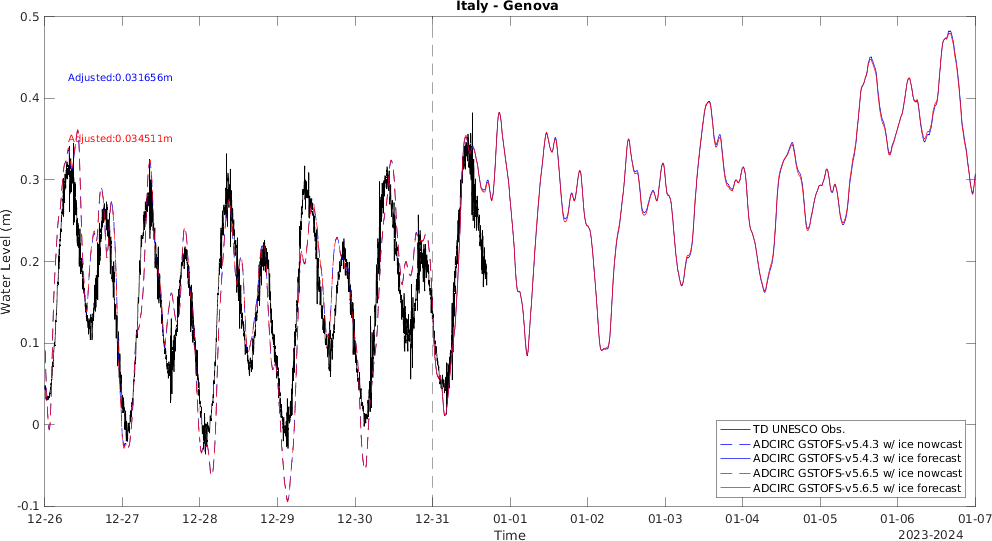 Italy - Genova
0.5
0.4
0.3
0.2
0.1
0
-0.1
Water Level (m)
Adjusted:0.031656m
Adjusted:0.034511m
TD UNESCO Obs.
ADCIRC GSTOFS-v5.4.3 w/ ice nowcast
ADCIRC GSTOFS-v5.4.3 w/ ice forecast
ADCIRC GSTOFS-v5.6.5 w/ ice nowcast
ADCIRC GSTOFS-v5.6.5 w/ ice forecast
12-26 12-27 12-28 12-29 12-30 12-31 01-01 01-02 01-03 01-04 01-05 01-06 01-07
Time
2023-2024